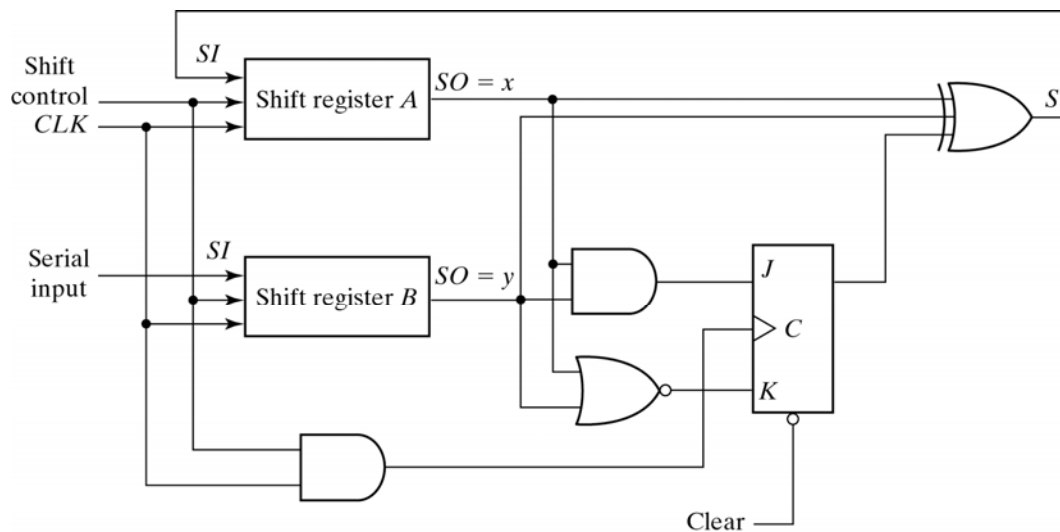 SI
Shift
control
CLK
Shift register A
SO = x
S
Serial
input
SI
Shift register B
SO = y
J
C
K
Clear